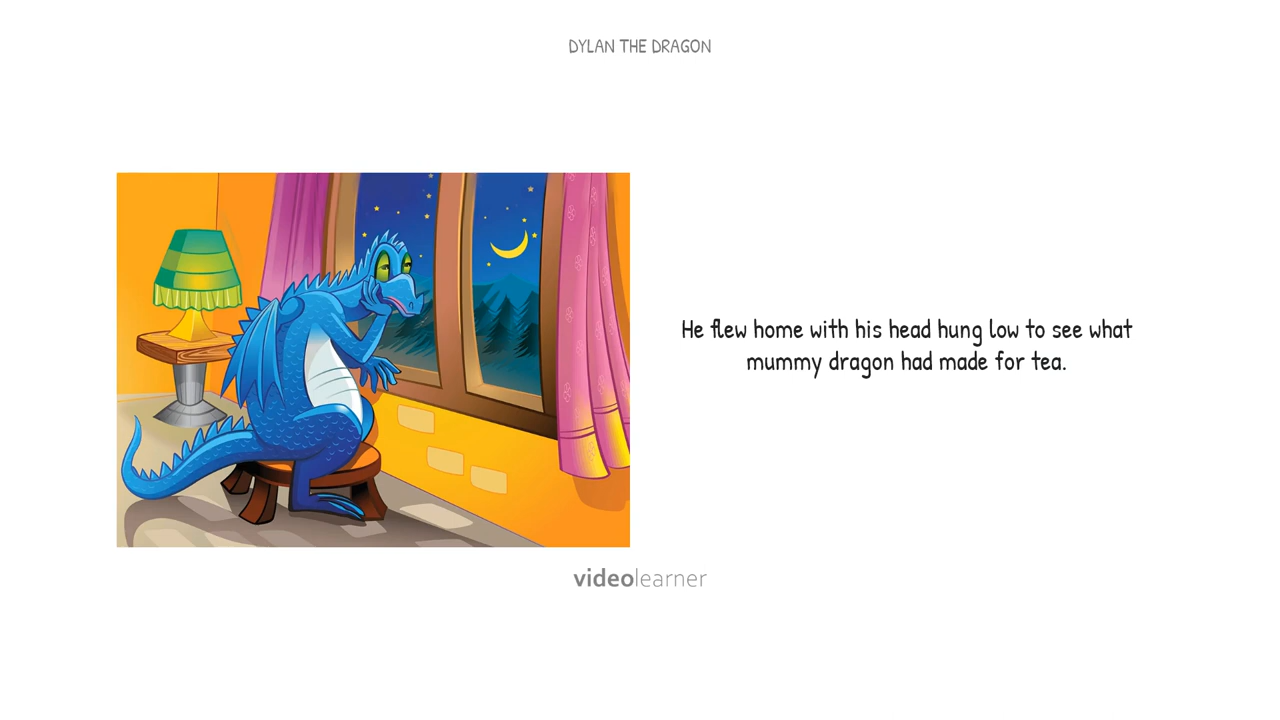 DYLAN THE DRAGON
He flew home with his head hung low to see what
mummy dragon had made for tea.
videolearner